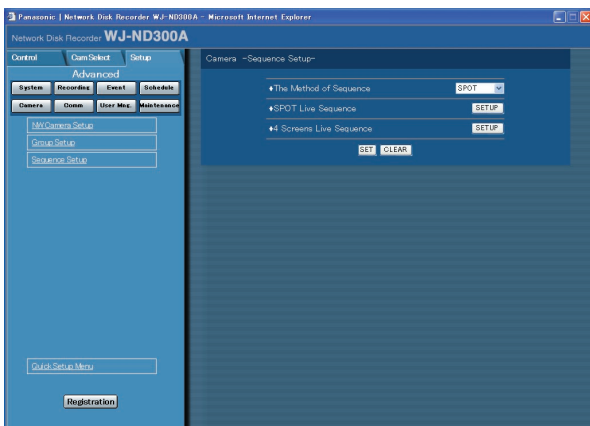 Panasonic | Network Disk Recorder WJ-ND300A - Microsoft Internet Explorer
Network Disk Recorder WJ-ND300A
Control Cam Select Setup
Advanced
System Recording Event Schedule
Camera Comm User Mng. Maintenance
NW Camera Setup
Group Setup
Sequence Setup
Quick Setup Menu
Registration
Camera -Sequence Setup-
♦The Method of Sequence SPOT
♦SPOT Live Sequence SETUP
♦4 Screens Live Sequence SETUP
SET CLEAR